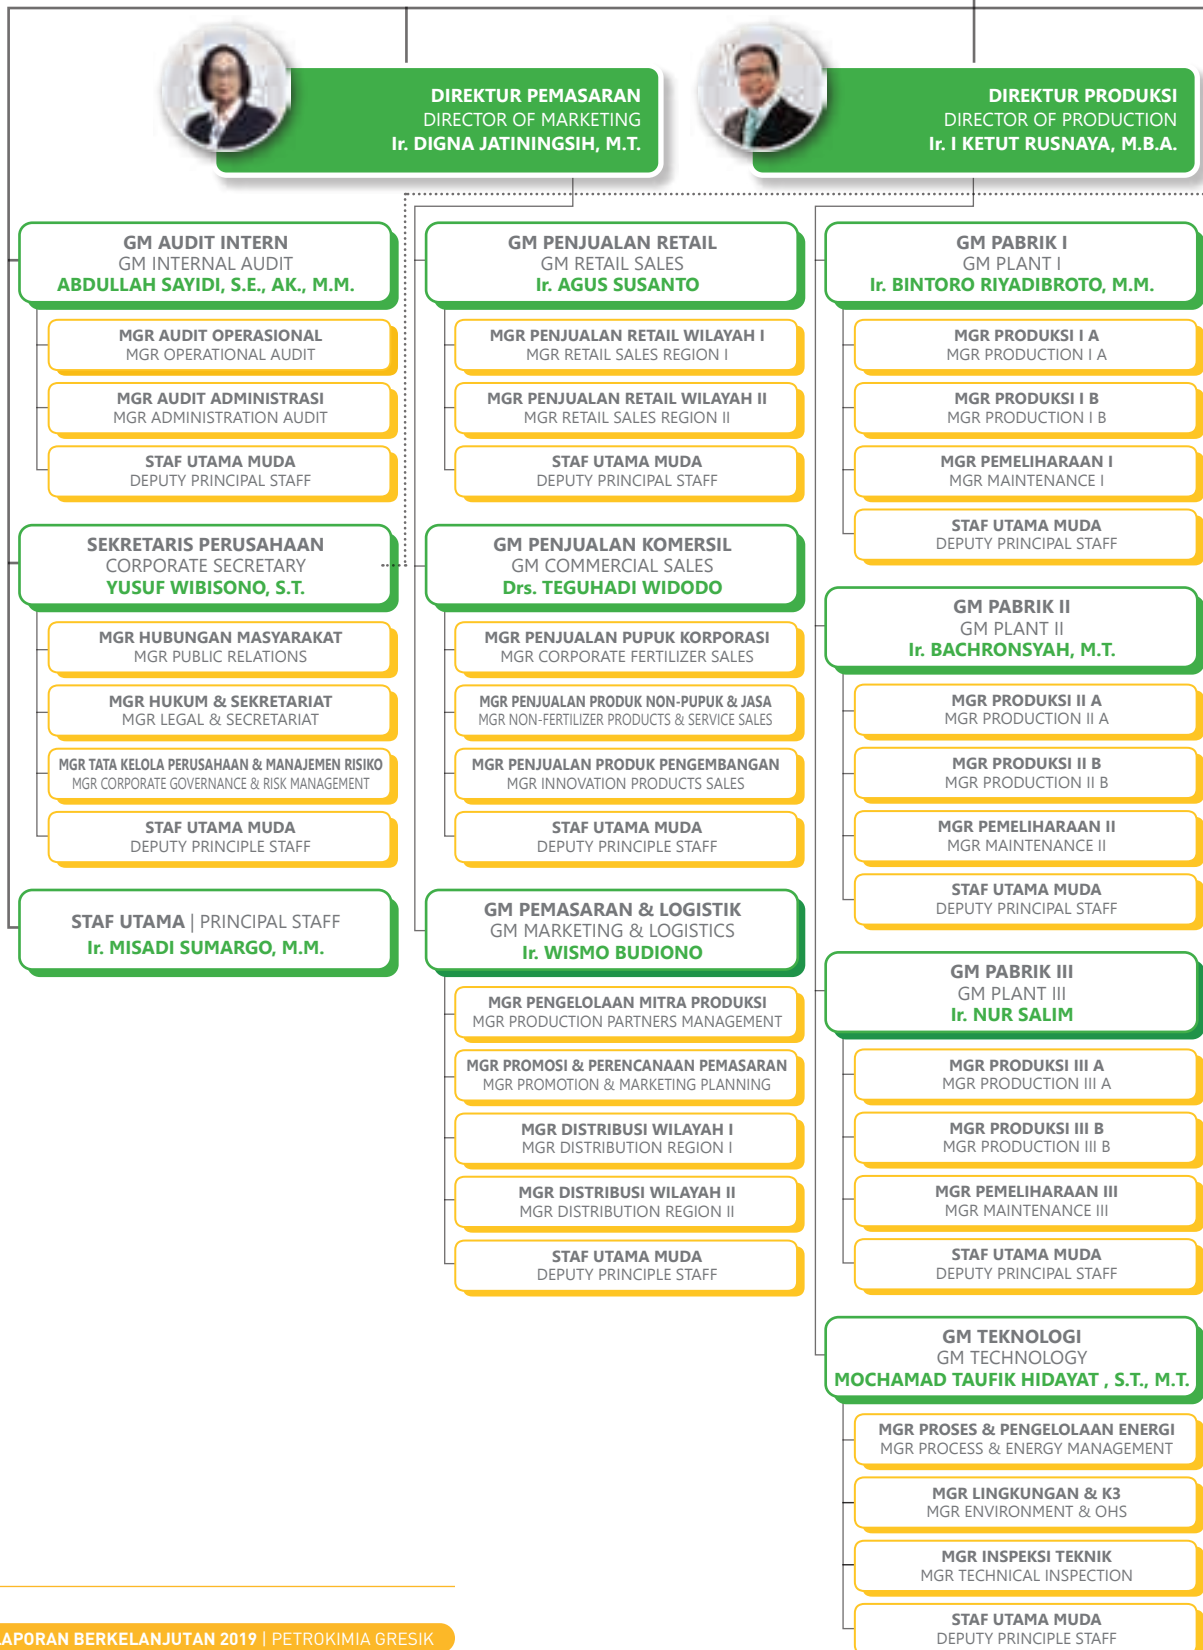 DIREKTUR PEMASARAN
DIRECTOR OF MARKETING
Ir. DIGNA JATININGSIH, M.T.
DIREKTUR PRODUKSI
DIRECTOR OF PRODUCTION
Ir. I KETUT RUSNAYA, M.B.A.
GM AUDIT INTERN
GM INTERNAL AUDIT
ABDULLAH SAYIDI, S.E., AK., M.M.
MGR AUDIT OPERASIONAL
MGR OPERATIONAL AUDIT
MGR AUDIT ADMINISTRASI
MGR ADMINISTRATION AUDIT
STAF UTAMA MUDA
DEPUTY PRINCIPAL STAFF
SEKRETARIS PERUSAHAAN
CORPORATE SECRETARY
YUSUF WIBISONO, S.T.
MGR HUBUNGAN MASYARAKAT
MGR PUBLIC RELATIONS
MGR HUKUM & SEKRETARIAT
MGR LEGAL & SECRETARIAT
MGR TATA KELOLA PERUSAHAAN & MANAJEMEN RISIKO
MGR CORPORATE GOVERNANCE & RISK MANAGEMENT
STAF UTAMA MUDA
DEPUTY PRINCIPLE STAFF
STAF UTAMA | PRINCIPAL STAFF
Ir. MISADI SUMARGO, M.M.
GM PENJUALAN RETAIL
GM RETAIL SALES
Ir. AGUS SUSANTO
MGR PENJUALAN RETAIL WILAYAH I
MGR RETAIL SALES REGION I
MGR PENJUALAN RETAIL WILAYAH II
MGR RETAIL SALES REGION II
STAF UTAMA MUDA
DEPUTY PRINCIPAL STAFF
GM PENJUALAN KOMERSIL
GM COMMERCIAL SALES
Drs. TEGUHADI WIDODO
MGR PENJUALAN PUPUK KORPORASI
MGR CORPORATE FERTILIZER SALES
MGR PENJUALAN PRODUK NON-PUPUK & JASA
MGR NON-FERTILIZER PRODUCTS & SERVICE SALES
MGR PENJUALAN PRODUK PENGEMBANGAN
MGR INNOVATION PRODUCTS SALES
STAF UTAMA MUDA
DEPUTY PRINCIPLE STAFF
GM PEMASARAN & LOGISTIK
GM MARKETING & LOGISTICS
Ir. WISMO BUDIONO
MGR PENGELOLAAN MITRA PRODUKSI
MGR PRODUCTION PARTNERS MANAGEMENT
MGR PROMOSI & PERENCANAAN PEMASARAN
MGR PROMOTION & MARKETING PLANNING
MGR DISTRIBUSI WILAYAH I
MGR DISTRIBUTION REGION I
MGR DISTRIBUSI WILAYAH II
MGR DISTRIBUTION REGION II
STAF UTAMA MUDA
DEPUTY PRINCIPLE STAFF
GM PABRIK I
GM PLANT I
Ir. BINTORO RIYADIBROTO, M.M.
MGR PRODUKSI I A
MGR PRODUCTION I A
MGR PRODUKSI I B
MGR PRODUCTION I B
MGR PEMELIHARAAN I
MGR MAINTENANCE I
STAF UTAMA MUDA
DEPUTY PRINCIPAL STAFF
GM PABRIK II
GM PLANT II
Ir. BACHRONSYAH, M.T.
MGR PRODUKSI II A
MGR PRODUCTION II A
MGR PRODUKSI II B
MGR PRODUCTION II B
MGR PEMELIHARAAN II
MGR MAINTENANCE II
STAF UTAMA MUDA
DEPUTY PRINCIPAL STAFF
GM PABRIK III
GM PLANT III
Ir. NUR SALIM
MGR PRODUKSI III A
MGR PRODUCTION III A
MGR PRODUKSI III B
MGR PRODUCTION III B
MGR PEMELIHARAAN III
MGR MAINTENANCE III
STAF UTAMA MUDA
DEPUTY PRINCIPAL STAFF
GM TEKNOLOGI
GM TECHNOLOGY
MOCHAMAD TAUFIK HIDAYAT , S.T., M.T.
MGR PROSES & PENGELOLAAN ENERGI
MGR PROCESS & ENERGY MANAGEMENT
MGR LINGKUNGAN & K3
MGR ENVIRONMENT & OHS
MGR INSPEKSI TEKNIK
MGR TECHNICAL INSPECTION
STAF UTAMA MUDA
DEPUTY PRINCIPLE STAFF
LAPORAN BERKELANJUTAN 2019 | PETROKIMIA GRESIK